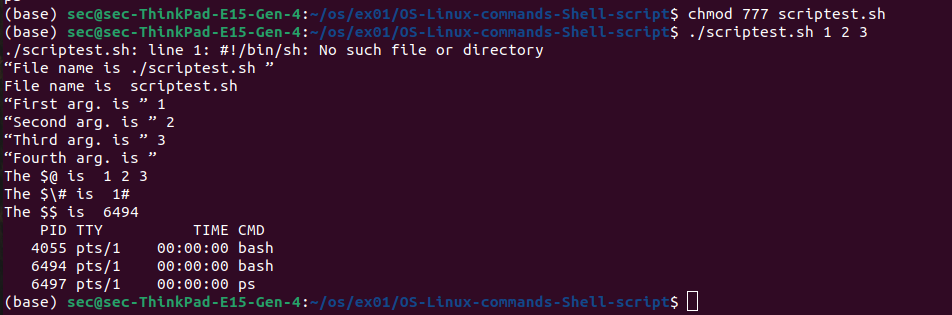 (base) sec@sec-ThinkPad-E15-Gen-4:~/os/ex01/OS-Linux-commands-Shell-script$ chmod 777 scriptest.sh
(base) sec@sec-ThinkPad-E15-Gen-4:~/os/ex01/OS-Linux-commands-Shell-script$ ./scriptest.sh 1 2 3
./scriptest.sh: line 1: #!/bin/sh: No such file or directory
“File name is ./scriptest.sh ”
File name is  scriptest.sh
“First arg. is ” 1
“Second arg. is ” 2
“Third arg. is ” 3
“Fourth arg. is ”
The $@ is  1 2 3
The $\# is  1#
The $$ is  6494
    PID TTY          TIME CMD
   4055 pts/1    00:00:00 bash
   6494 pts/1    00:00:00 bash
   6497 pts/1    00:00:00 ps
(base) sec@sec-ThinkPad-E15-Gen-4:~/os/ex01/OS-Linux-commands-Shell-script$